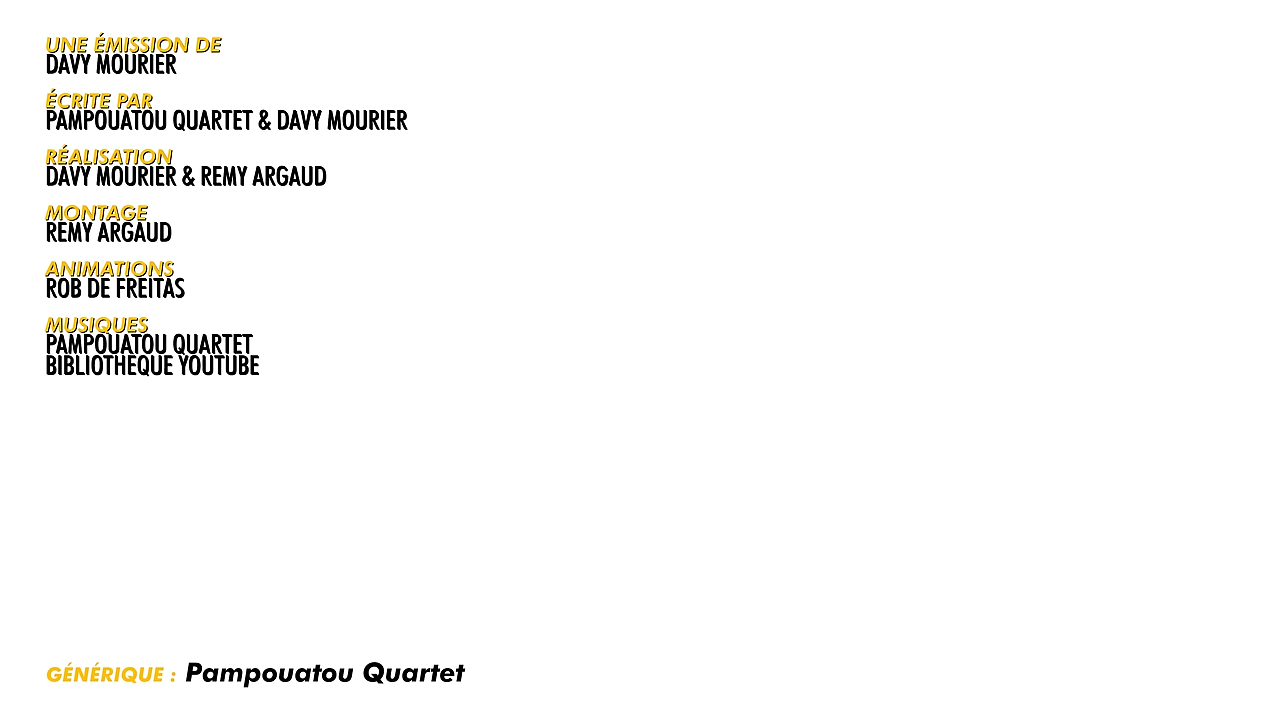 UNE ÉMISSION DE
DAVY MOURIER
ÉCRITE PAR
PAMPOUATOU QUARTET & DAVY MOURIER
RÉALISATION
DAVY MOURIER & REMY ARGAUD
MONTAGE
REMY ARGAUD
ANIMATIONS
ROB DE FREITAS
MUSIQUES
PAMPOUATOU QUARTET
BIBLIOTHEQUE YOUTUBE
GÉNÉRIQUE : Pampouatou Quartet